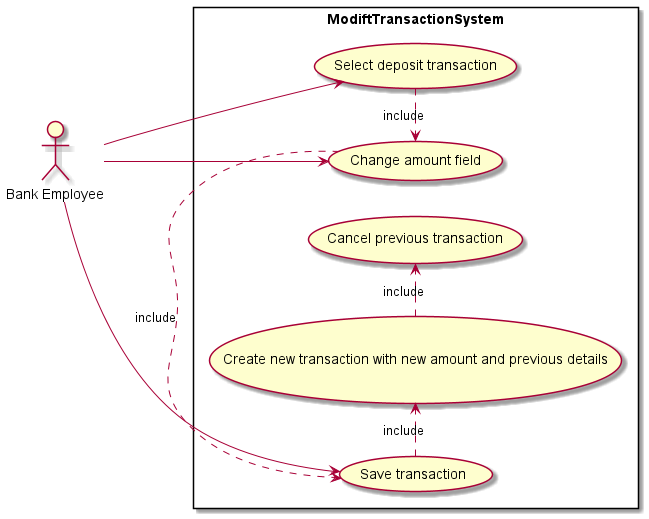 ModiftTransactionSystem
Select deposit transaction
include
Change amount field
Bank Employee
Cancel previous transaction
include
include
Create new transaction with new amount and previous details
include
Save transaction